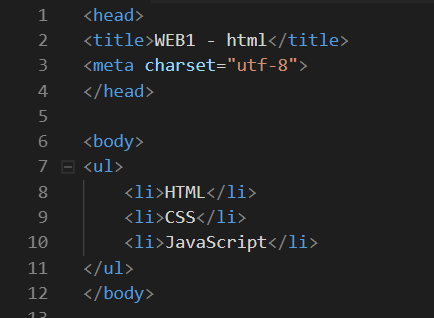 1 <head>
2 <title>WEB1 - html</title>
3 <meta charset="utf-8">
4 </head>
5
6 <body>
7 <ul>
8 <li>HTML</li>
9 <li>CSS</li>
10 <li>JavaScript</li>
11 </ul>
12 </body>
13